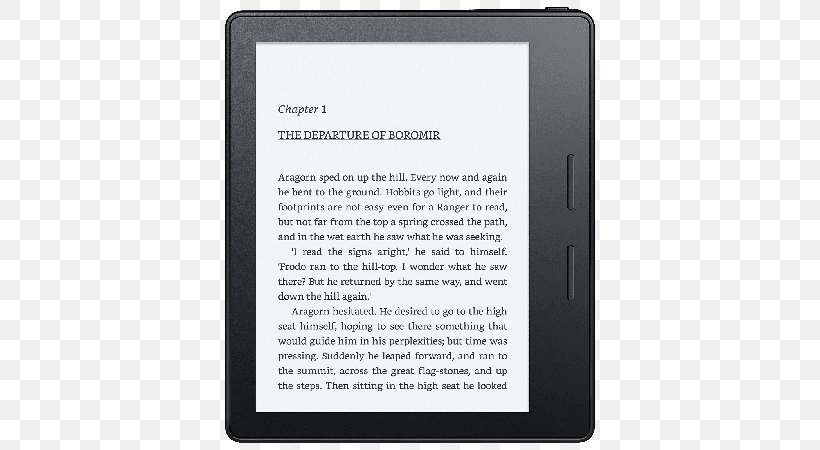 Chapter 1
THE DEPARTURE OF BOROMIR
Aragorn sped on up the hill. Every now and again
he bent to the ground. Hobbits go light, and their
footprints are not easy even for a Ranger to read,
but not far from the top a spring crossed the path,
and in the wet earth he saw what he was seeking.
'I read the signs aright,' he said to himself.
'Frodo ran to the hill-top. I wonder what he saw
there? But he returned by the same way, and went
down the hill again.'
Aragorn hesitated. He desired to go to the high
seat himself, hoping to see there something that
would guide him in his perplexities; but time was
pressing. Suddenly he leaped forward, and ran to
the summit, across the great flag-stones, and up
the steps. Then sitting in the high seat he looked